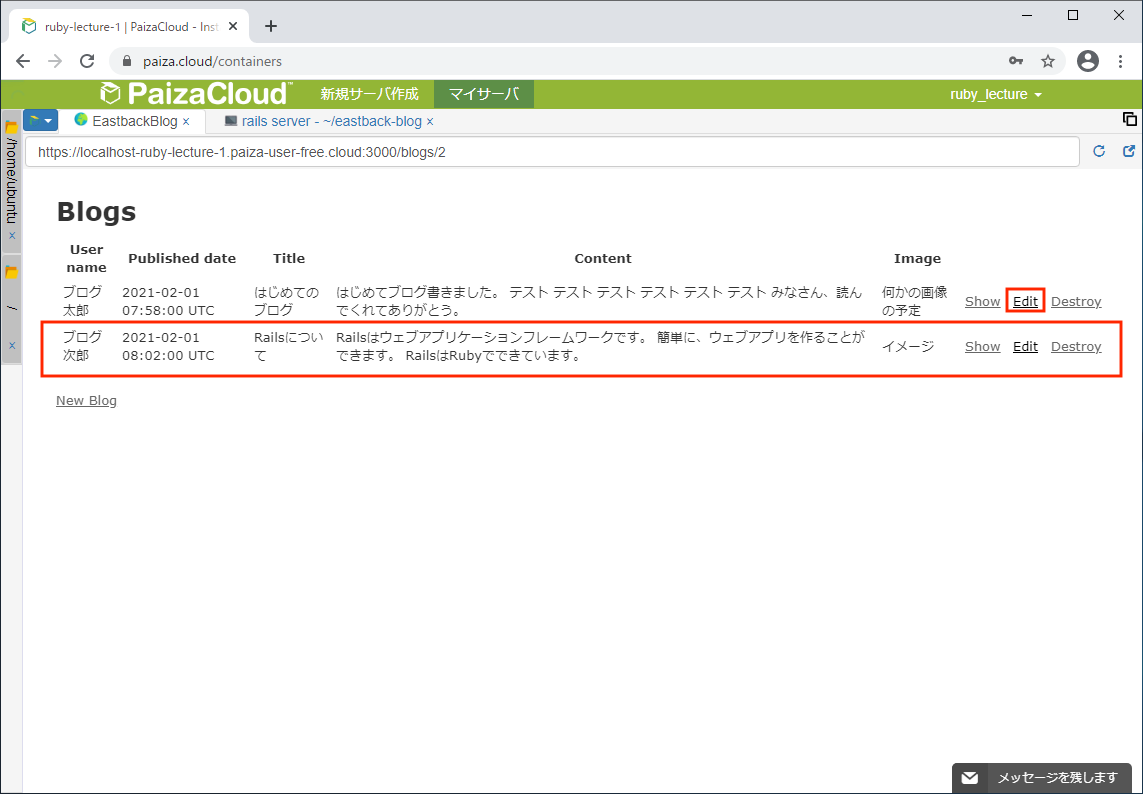 ruby-lecture-1 | PaizaCloud - Inst
paiza.cloud/containers
PaizaCloud™ 新規サーバ作成 マイサーバ ruby_lecture
/home/ubuntu ×
/ ×
EastbackBlog × rails server - ~/eastback-blog ×
https://localhost-ruby-lecture-1.paiza-user-free.cloud:3000/blogs/2
Blogs
User name Published date Title Content Image
ブログ 2021-02-01 はじめての はじめてブログ書きました。 テスト テスト テスト テスト テスト テスト みなさん、読ん 何かの画像
太郎 07:58:00 UTC ブログ でくれてありがとう。 の予定 Show Edit Destroy
ブログ 2021-02-01 Railsについ Railsはウェブアプリケーションフレームワークです。 簡単に、ウェブアプリを作ることが イメージ Show Edit Destroy
次郎 08:02:00 UTC て できます。 RailsはRubyでできています。
New Blog
メッセージを残します